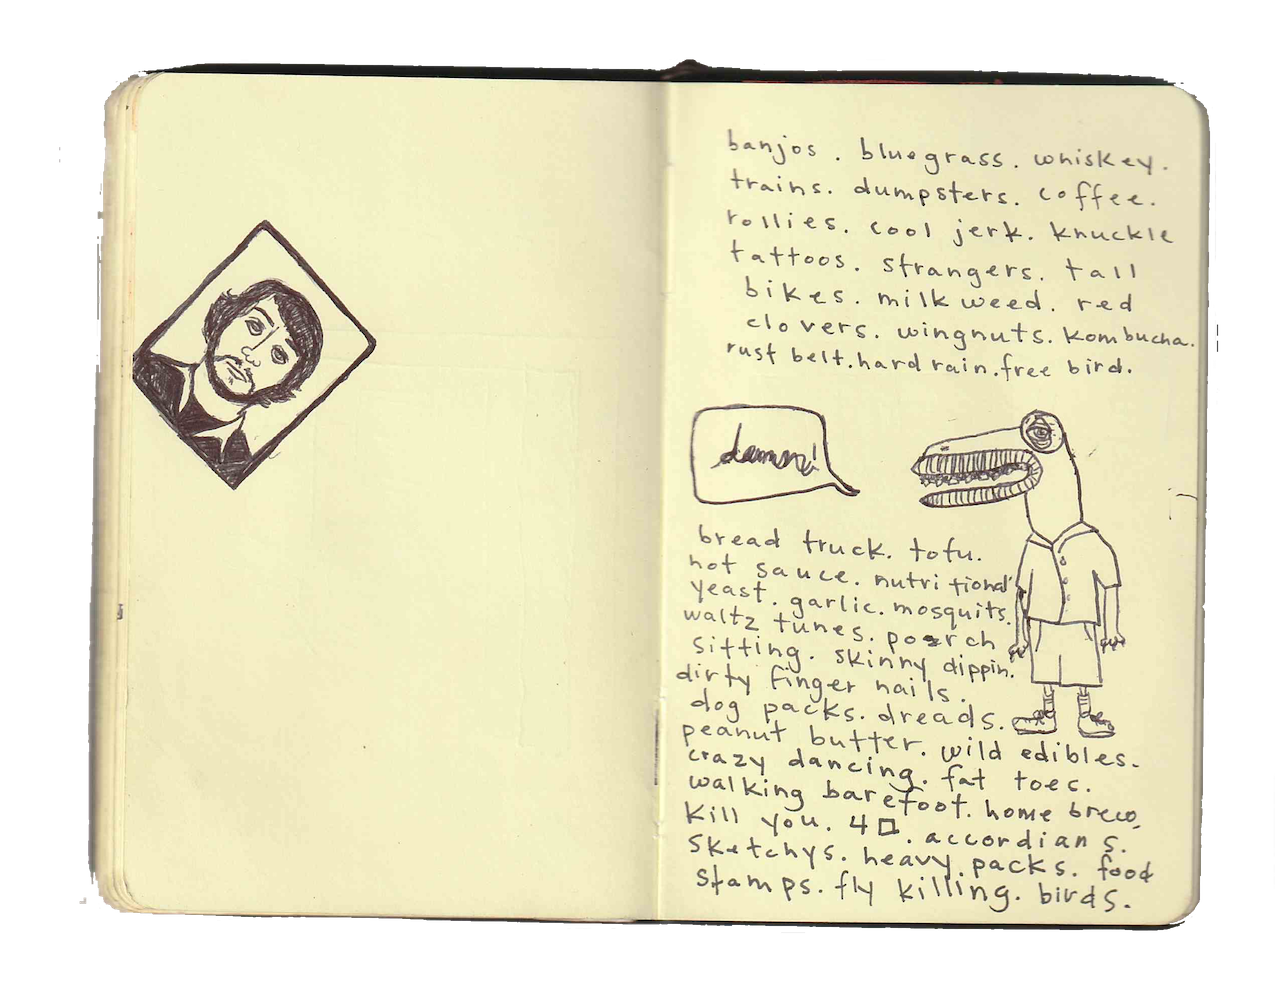 banjos . bluegrass. whiskey.
trains. dumpsters. coffee.
rollies. cool jerk. knuckle
tattoos. strangers. tall
bikes. milk weed. red
clovers. wingnuts. kombucha.
rust belt. hard rain. free bird.
damn!
bread truck. tofu.
hot sauce. nutritional
yeast. garlic. mosquits.
waltz tunes. poarch
sitting. skinny dippin.
dirty finger nails.
dog packs. dreads.
peanut butter. wild edibles.
crazy dancing. fat toes.
walking barefoot. home brew.
kill you. 4 □. accordian s.
sketchys. heavy packs. food
stamps. fly killing. birds.